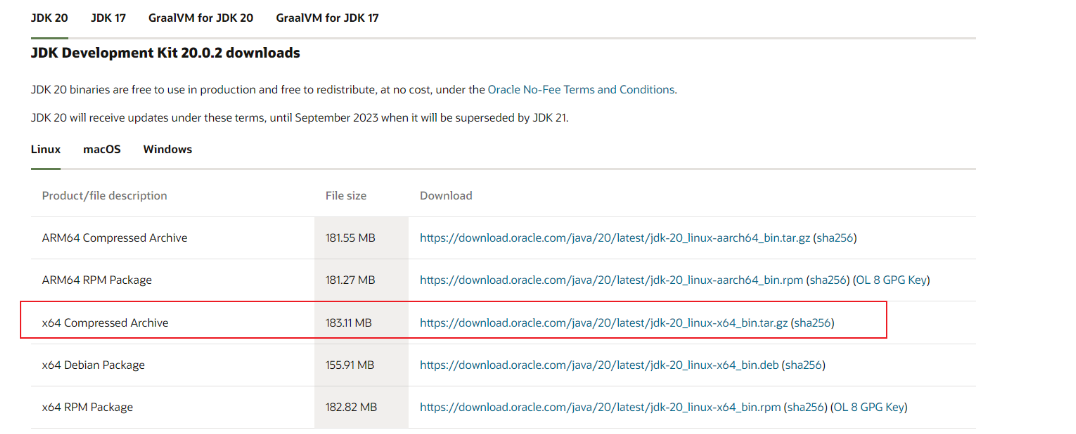 JDK 20 JDK 17 GraalVM for JDK 20 GraalVM for JDK 17
JDK Development Kit 20.0.2 downloads
JDK 20 binaries are free to use in production and free to redistribute, at no cost, under the Oracle No-Fee Terms and Conditions.
JDK 20 will receive updates under these terms, until September 2023 when it will be superseded by JDK 21.
Linux macOS Windows
Product/file description File size Download
ARM64 Compressed Archive 181.55 MB https://download.oracle.com/java/20/latest/jdk-20_linux-aarch64_bin.tar.gz (sha256)
ARM64 RPM Package 181.27 MB https://download.oracle.com/java/20/latest/jdk-20_linux-aarch64_bin.rpm (sha256) (OL 8 GPG Key)
x64 Compressed Archive 183.11 MB https://download.oracle.com/java/20/latest/jdk-20_linux-x64_bin.tar.gz (sha256)
x64 Debian Package 155.91 MB https://download.oracle.com/java/20/latest/jdk-20_linux-x64_bin.deb (sha256)
x64 RPM Package 182.82 MB https://download.oracle.com/java/20/latest/jdk-20_linux-x64_bin.rpm (sha256) (OL 8 GPG Key)